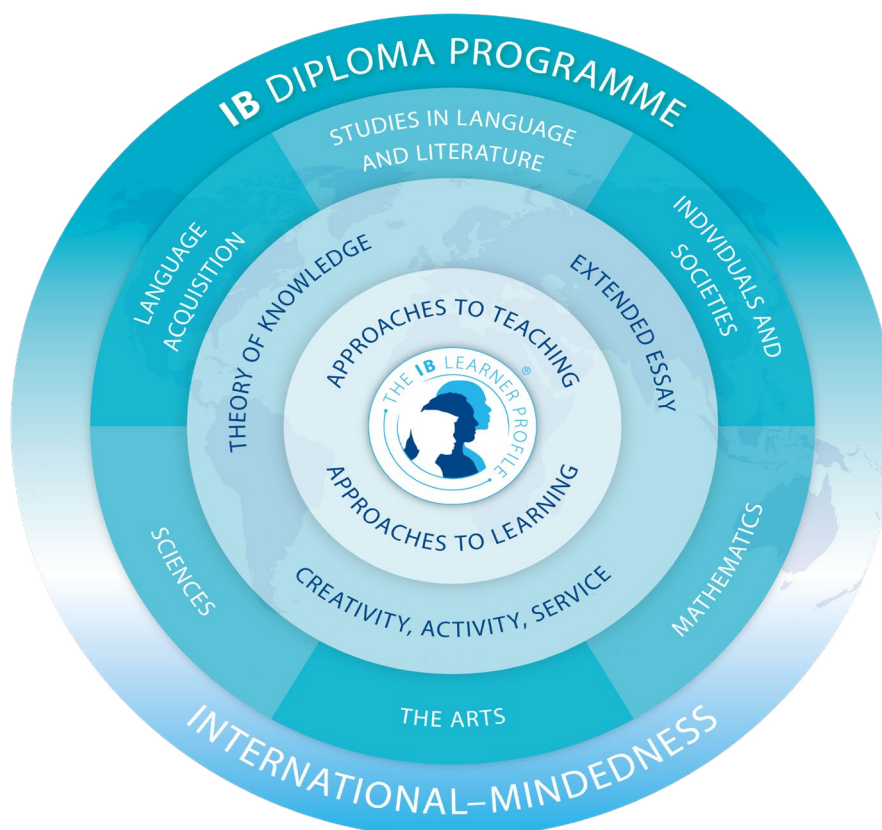 IB DIPLOMA PROGRAMME
STUDIES IN LANGUAGE
AND LITERATURE
LANGUAGE
ACQUISITION
INDIVIDUALS AND
SOCIETIES
THEORY OF KNOWLEDGE
EXTENDED ESSAY
APPROACHES TO TEACHING
THE IB LEARNER PROFILE ®
APPROACHES TO LEARNING
CREATIVITY, ACTIVITY, SERVICE
SCIENCES
MATHEMATICS
THE ARTS
INTERNATIONAL–MINDEDNESS